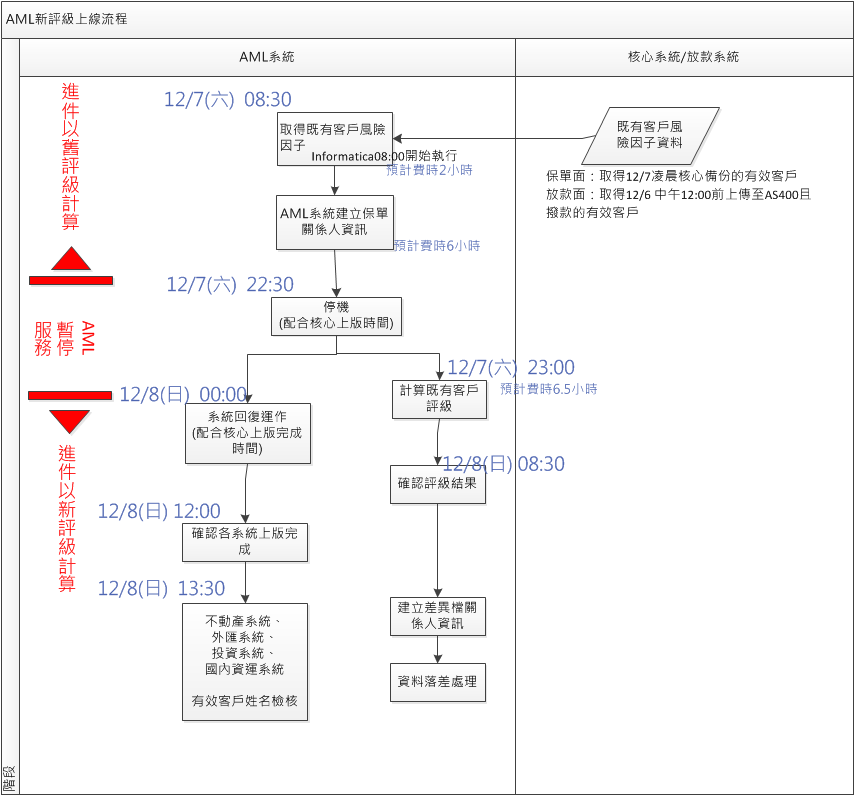 AML新評級上線流程
AML系統
核心系統/放款系統
進件以舊評級計算
12/7(六) 08:30
取得既有客戶風險
因子
Informatica08:00開始執行
預計費時2小時
既有客戶風
險因子資料
保單面：取得12/7凌晨核心備份的有效客戶
放款面：取得12/6 中午12:00前上傳至AS400且
撥款的有效客戶
AML系統建立保單
關係人資訊
預計費時6小時
12/7(六) 22:30
停機
(配合核心上版時間)
AML
暫停
服務
12/7(六) 23:00
預計費時6.5小時
計算既有客戶
評級
12/8(日) 00:00
系統回復運作
(配合核心上版完成
時間)
進件以新評級計算
12/8(日) 08:30
確認評級結果
12/8(日) 12:00
確認各系統上版完
成
12/8(日) 13:30
不動產系統、
外匯系統、
投資系統、
國內資運系統
有效客戶姓名檢核
建立差異檔關
係人資訊
資料落差處理
階段